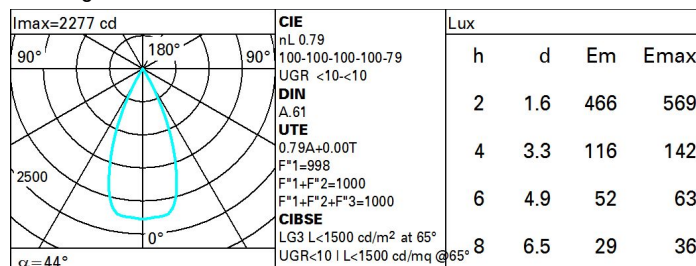 Imax=2277 cd
90° 180° 90°
2500
0°
α=44°
CIE
nL 0.79
100-100-100-100-79
UGR <10-<10
DIN
A.61
UTE
0.79A+0.00T
F"1=998
F"1+F"2=1000
F"1+F"2+F"3=1000
CIBSE
LG3 L<1500 cd/m² at 65°
UGR<10 | L<1500 cd/mq @65°
Lux
h d Em Emax
2 1.6 466 569
4 3.3 116 142
6 4.9 52 63
8 6.5 29 36